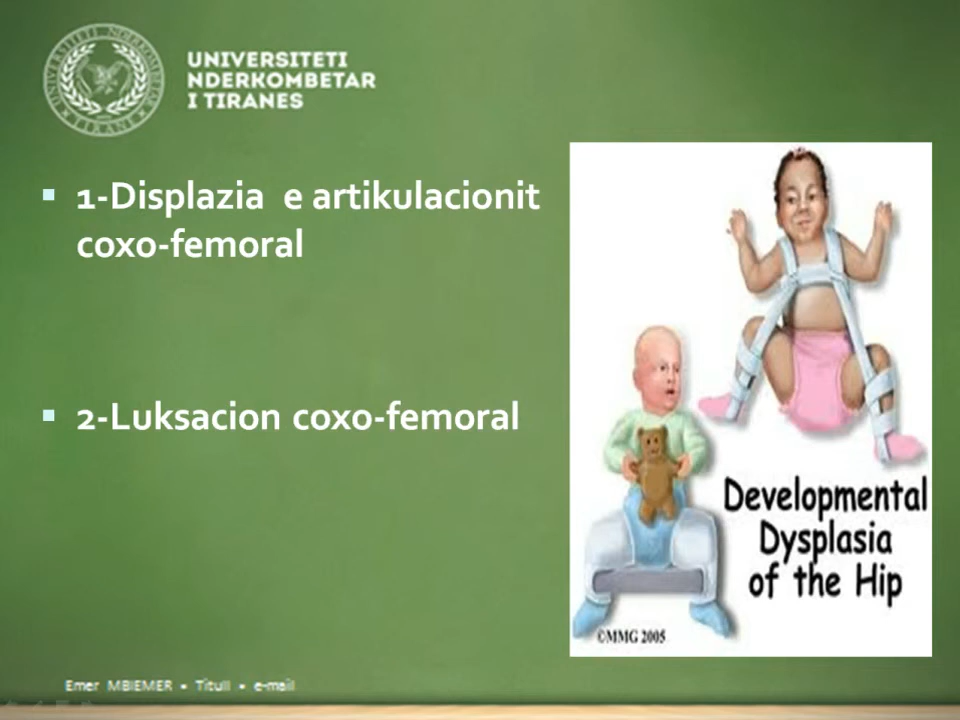 UNIVERSITETI
NDERKOMBETAR
I TIRANES
1-Displazia e artikulacionit
coxo-femoral
2-Luksacion coxo-femoral
Developmental
Dysplasia
of the Hip
©MMG 2005
Emer MBIEMER • Titull • e-mail